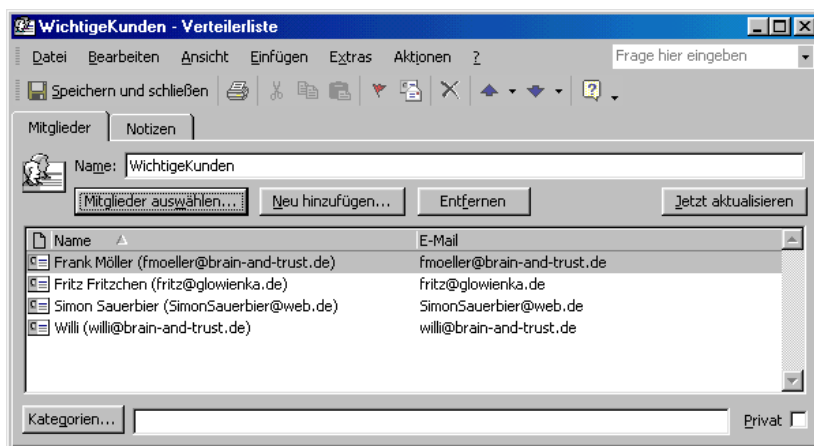 WichtigeKunden - Verteilerliste
Datei Bearbeiten Ansicht Einfügen Extras Aktionen ? Frage hier eingeben
Speichern und schließen
Mitglieder Notizen
Name: WichtigeKunden
Mitglieder auswählen... Neu hinzufügen... Entfernen Jetzt aktualisieren
Name E-Mail
Frank Möller (fmoeller@brain-and-trust.de) fmoeller@brain-and-trust.de
Fritz Fritzchen (fritz@glowienka.de) fritz@glowienka.de
Simon Sauerbier (SimonSauerbier@web.de) SimonSauerbier@web.de
Willi (willi@brain-and-trust.de) willi@brain-and-trust.de
Kategorien... Privat